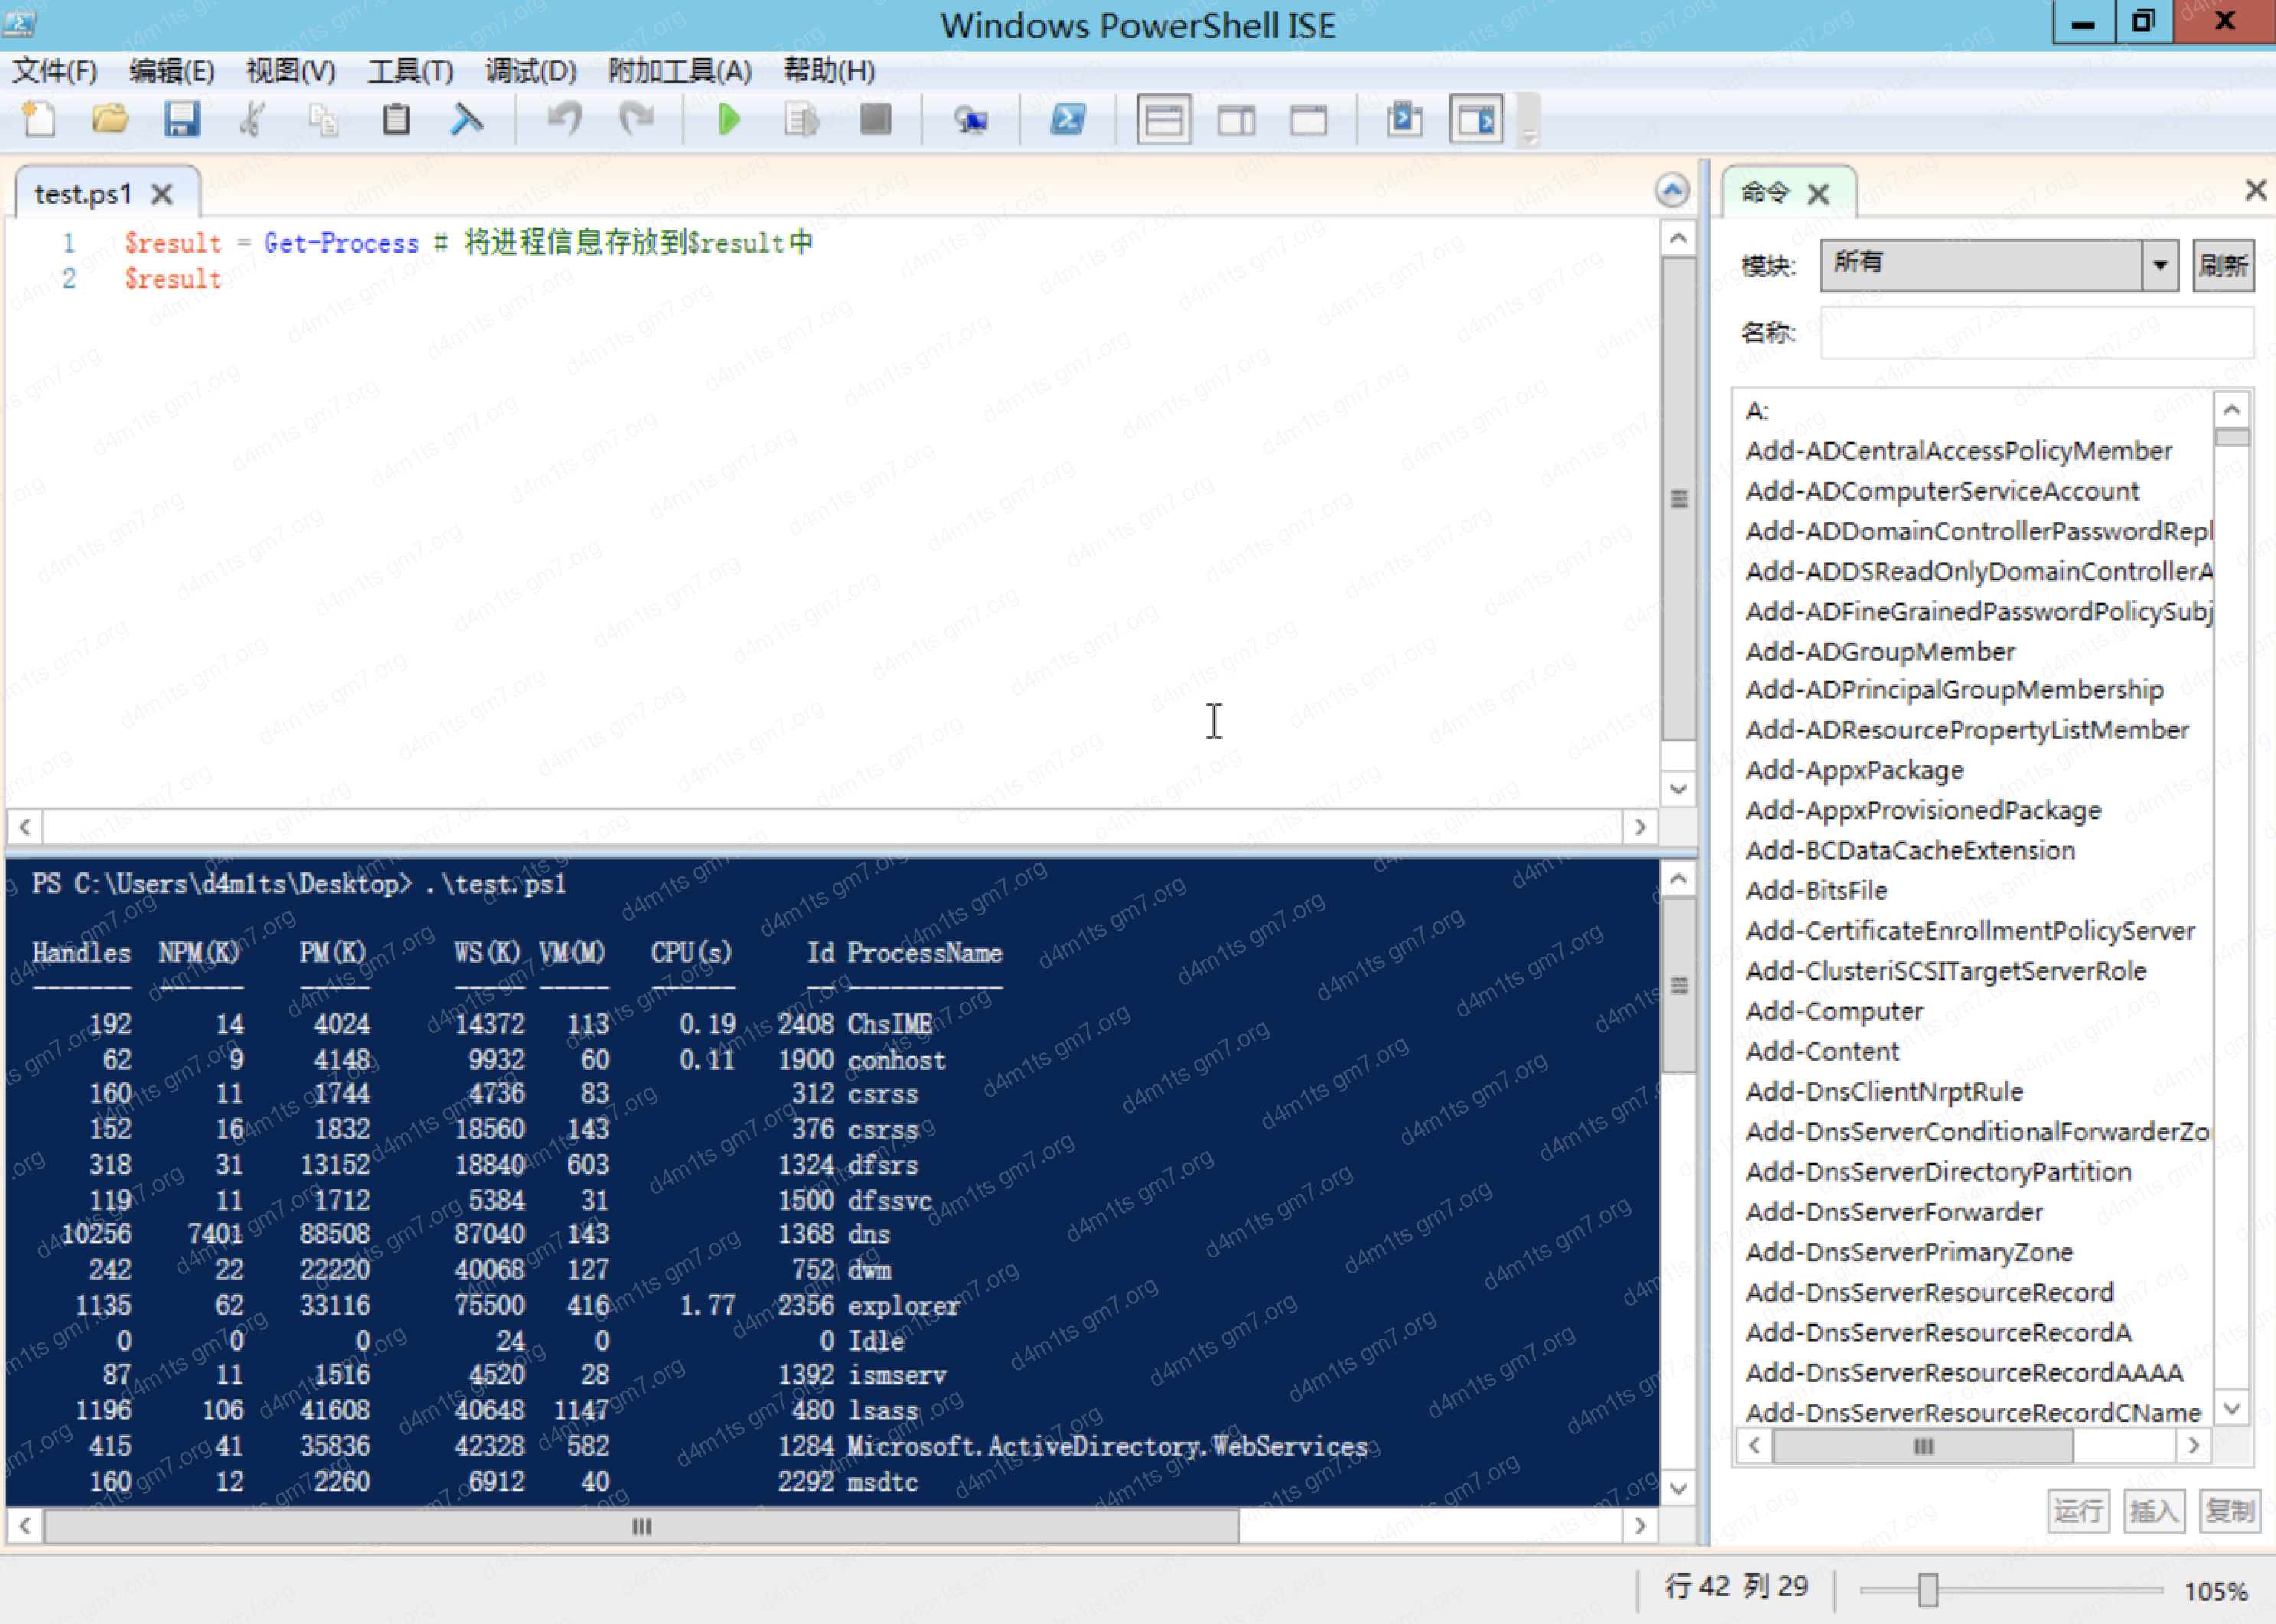 Windows PowerShell ISE
文件(F) 编辑(E) 视图(V) 工具(T) 调试(D) 附加工具(A) 帮助(H)
test.ps1
1 $result = Get-Process # 将进程信息存放到$result中
2 $result
PS C:\Users\d4m1ts\Desktop> .\test.ps1
Handles NPM(K) PM(K) WS(K) VM(M) CPU(s) Id ProcessName
------- ------ ----- ----- ----- ------ -- -----------
192 14 4024 14372 113 0.19 2408 ChsIME
62 9 4148 9932 60 0.11 1900 conhost
160 11 1744 4736 83 312 csrss
152 16 1832 18560 143 376 csrss
318 31 13152 18840 603 1324 dfsrs
119 11 1712 5384 31 1500 dfssvc
10256 7401 88508 87040 143 1368 dns
242 22 22220 40068 127 752 dwm
1135 62 33116 75500 416 1.77 2356 explorer
0 0 0 24 0 0 Idle
87 11 1516 4520 28 1392 ismserv
1196 106 41608 40648 1147 480 lsass
415 41 35836 42328 582 1284 Microsoft.ActiveDirectory.WebServices
160 12 2260 6912 40 2292 msdtc
命令
模块: 所有 刷新
名称:
A:
Add-ADCentralAccessPolicyMember
Add-ADComputerServiceAccount
Add-ADDomainControllerPasswordRepl
Add-ADDSReadOnlyDomainControllerA
Add-ADFineGrainedPasswordPolicySubj
Add-ADGroupMember
Add-ADPrincipalGroupMembership
Add-ADResourcePropertyListMember
Add-AppxPackage
Add-AppxProvisionedPackage
Add-BCDataCacheExtension
Add-BitsFile
Add-CertificateEnrollmentPolicyServer
Add-ClusteriSCSITargetServerRole
Add-Computer
Add-Content
Add-DnsClientNrptRule
Add-DnsServerConditionalForwarderZo
Add-DnsServerDirectoryPartition
Add-DnsServerForwarder
Add-DnsServerPrimaryZone
Add-DnsServerResourceRecord
Add-DnsServerResourceRecordA
Add-DnsServerResourceRecordAAAA
Add-DnsServerResourceRecordCName
运行 插入 复制
行 42 列 29 105%
d4m1ts gm7.org